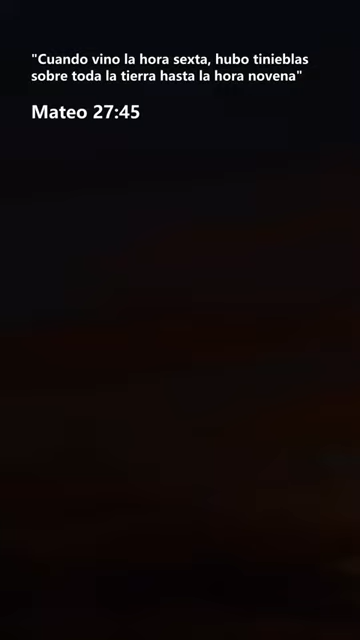 "Cuando vino la hora sexta, hubo tinieblas
sobre toda la tierra hasta la hora novena"
Mateo 27:45